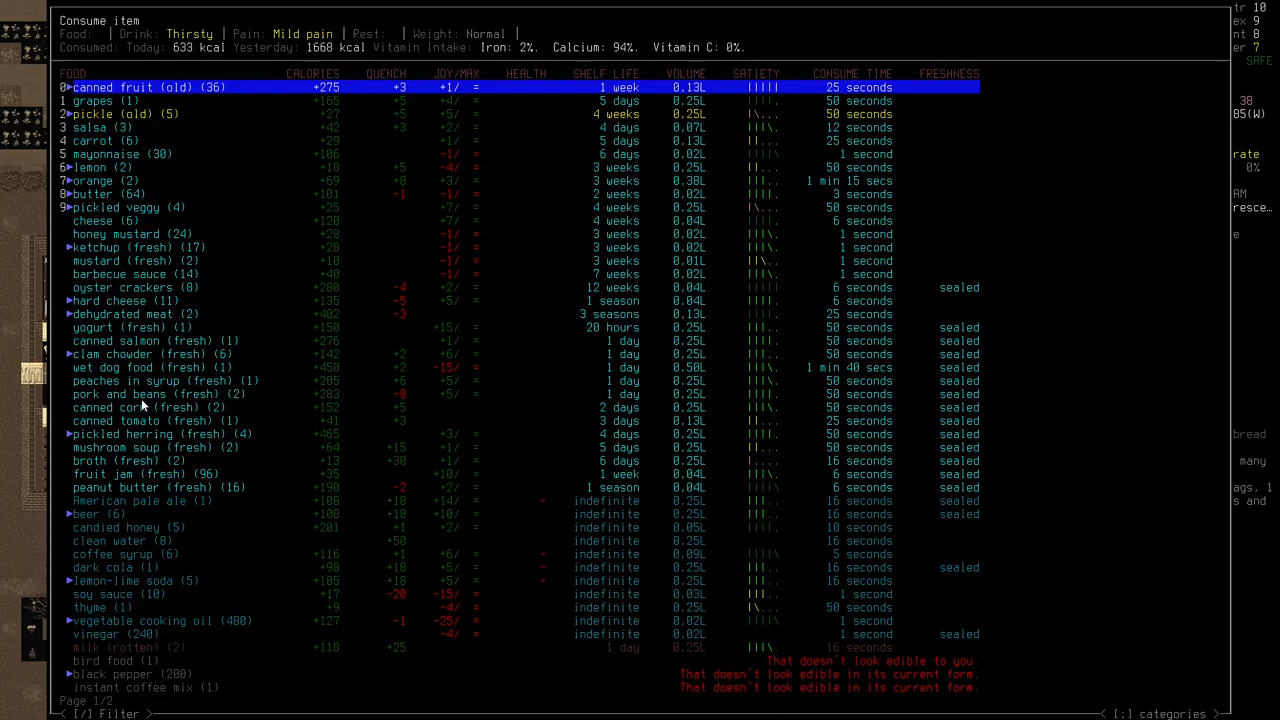 Consume item
Food:    | Drink: Thirsty | Pain: Mild pain | Rest:    | Weight: Normal |
Consumed: Today: 633 kcal Yesterday: 1668 kcal Vitamin Intake: Iron: 2%. Calcium: 94%. Vitamin C: 0%.
FOOD CALORIES QUENCH JOY/MAX HEALTH SHELF LIFE VOLUME SATIETY CONSUME TIME FRESHNESS
0 canned fruit (old) (36) +275 +3 +1/ = 1 week 0.13L ||||| 25 seconds
1 grapes (1) +165 +5 +4/ = 5 days 0.25L 50 seconds
2 pickle (old) (5) +27 +5 +5/ = 4 weeks 0.25L |\... 50 seconds
3 salsa (3) +42 +3 +2/ = 4 days 0.07L |||\. 12 seconds
4 carrot (6) +29 +1/ = 5 days 0.13L ||... 25 seconds
5 mayonnaise (30) +106 -1/ = 6 days 0.02L ||||\ 1 second
6 lemon (2) +18 +5 -4/ = 3 weeks 0.25L ||... 50 seconds
7 orange (2) +69 +8 +3/ = 3 weeks 0.38L |||.. 1 min 15 secs
8 butter (64) +101 -1 -1/ = 2 weeks 0.02L 3 seconds
9 pickled veggy (4) +25 +7/ = 4 weeks 0.25L |\... 50 seconds
cheese (6) +120 +7/ = 4 weeks 0.04L 6 seconds
honey mustard (24) +28 -1/ = 3 weeks 0.02L |||\. 1 second
ketchup (fresh) (17) +28 -1/ = 3 weeks 0.02L |||\. 1 second
mustard (fresh) (2) +10 -1/ = 3 weeks 0.01L ||\.. 1 second
barbecue sauce (14) +40 -1/ = 7 weeks 0.02L |||\. 1 second
oyster crackers (8) +280 -4 +2/ = 12 weeks 0.04L ||||| 6 seconds sealed
hard cheese (11) +135 -5 +5/ = 1 season 0.04L 6 seconds
dehydrated meat (2) +402 -3 3 seasons 0.13L 25 seconds
yogurt (fresh) (1) +150 +15/ = 20 hours 0.25L |||.. 50 seconds sealed
canned salmon (fresh) (1) +276 +1/ = 1 day 0.25L |||\. 50 seconds sealed
clam chowder (fresh) (6) +142 +2 +6/ = 1 day 0.25L |||.. 50 seconds sealed
wet dog food (fresh) (1) +450 +2 -15/ = 1 day 0.50L |||.. 1 min 40 secs sealed
peaches in syrup (fresh) (1) +205 +6 +5/ = 1 day 0.25L 50 seconds sealed
pork and beans (fresh) (2) +283 -8 +5/ = 1 day 0.25L 50 seconds sealed
canned corn (fresh) (2) +152 +5 2 days 0.25L 50 seconds sealed
canned tomato (fresh) (1) +41 +3 3 days 0.13L ||... 25 seconds sealed
pickled herring (fresh) (4) +465 +3/ = 4 days 0.25L 50 seconds sealed
mushroom soup (fresh) (2) +64 +15 +1/ = 5 days 0.25L ||... 50 seconds sealed
broth (fresh) (2) +13 +30 +1/ = 6 days 0.25L |.... 16 seconds sealed
fruit jam (fresh) (96) +35 +10/ = 1 week 0.04L 6 seconds sealed
peanut butter (fresh) (16) +190 -2 +2/ = 1 season 0.04L 6 seconds sealed
American pale ale (1) +108 +18 +14/ = - indefinite 0.25L 16 seconds sealed
beer (6) +108 +18 +10/ = - indefinite 0.25L 16 seconds sealed
candied honey (5) +201 +1 +2/ = indefinite 0.05L 10 seconds
clean water (8) +50 indefinite 0.25L 16 seconds
coffee syrup (6) +116 +1 +6/ = - indefinite 0.09L 5 seconds
dark cola (1) +98 +18 +5/ = - indefinite 0.25L 16 seconds sealed
lemon-lime soda (5) +105 +18 +5/ = - indefinite 0.25L 16 seconds
soy sauce (10) +17 -20 -15/ = indefinite 0.03L 1 second
thyme (1) +9 -4/ = indefinite 0.25L |\... 50 seconds
vegetable cooking oil (480) +127 -1 -25/ = indefinite 0.02L 1 second
vinegar (240) -4/ = indefinite 0.02L 1 second sealed
milk (rotten) (2) +118 +25 1 day 0.25L |||\. 16 seconds
bird food (1) That doesn't look edible to you.
black pepper (200) That doesn't look edible in its current form.
instant coffee mix (1) That doesn't look edible in its current form.
Page 1/2
< [/] Filter >
< [;] categories >
tr 10
ex 9
nt 8
er 7
SAFE
38
85(W)
rate
0%
AM
resce…
e
bread
many
ags, 1
s and